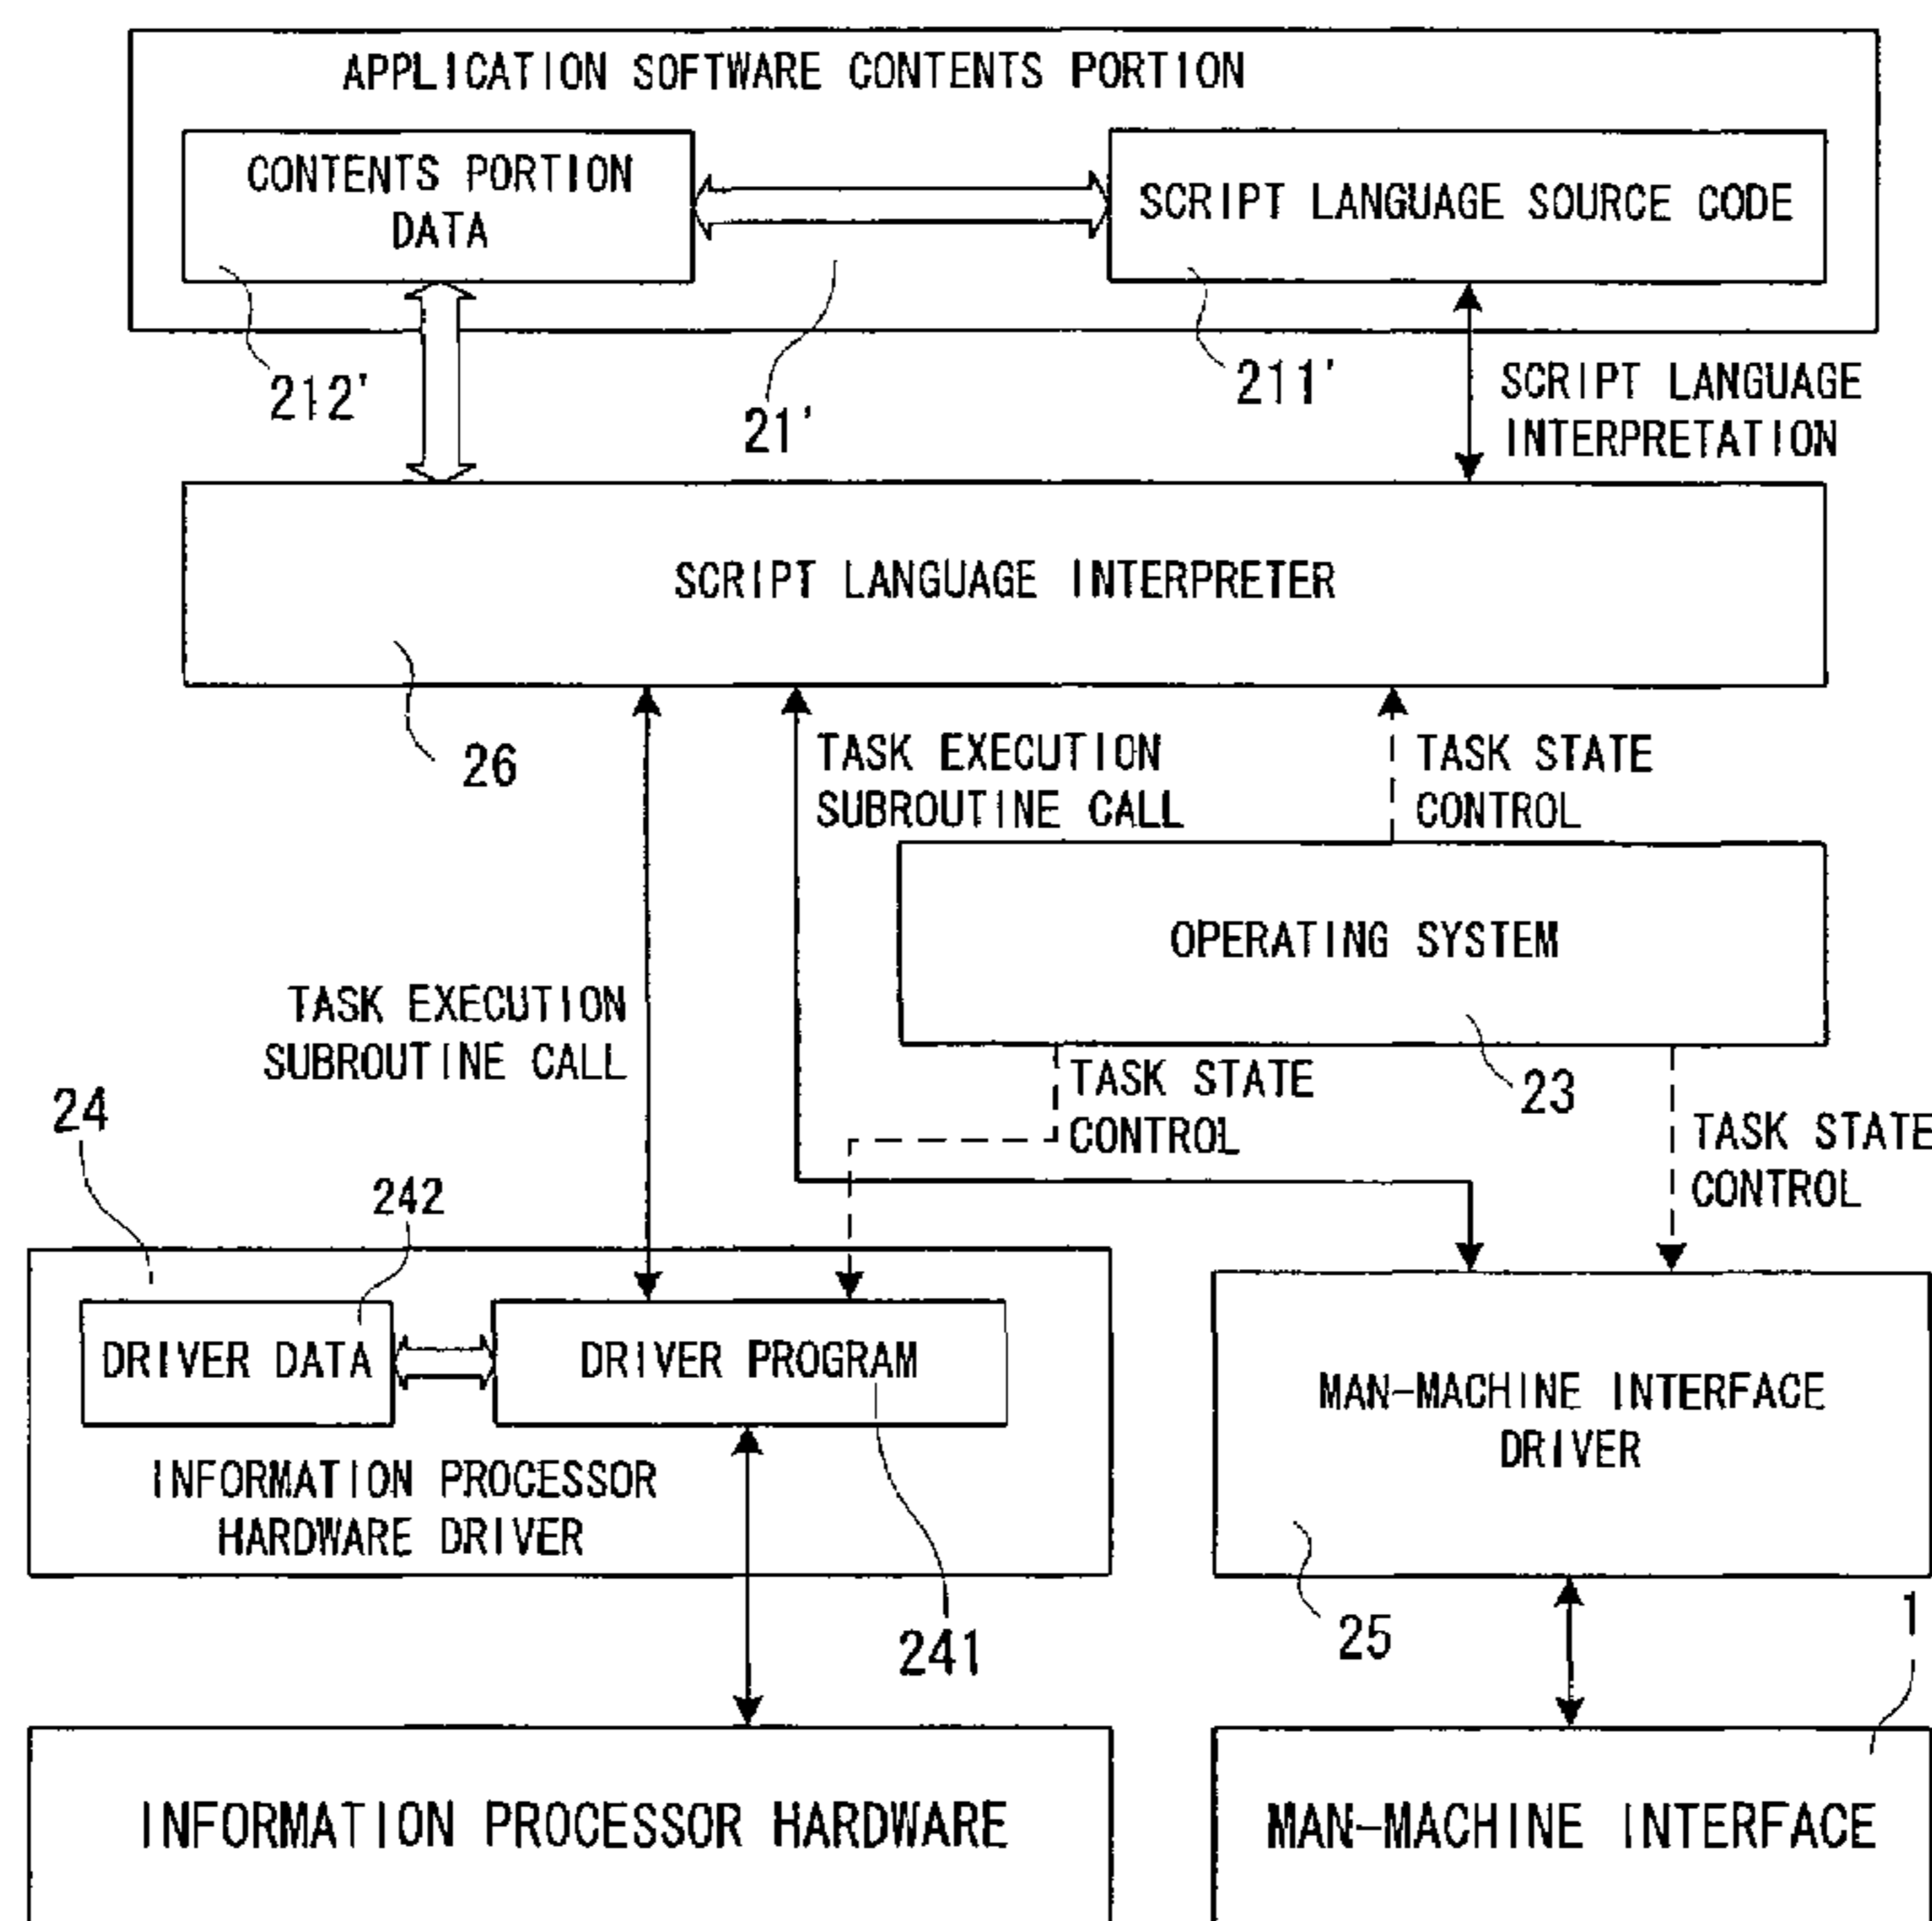 APPLICATION SOFTWARE CONTENTS PORTION
CONTENTS PORTION
DATA
SCRIPT LANGUAGE SOURCE CODE
212'
21'
211'
SCRIPT LANGUAGE
INTERPRETATION
SCRIPT LANGUAGE INTERPRETER
26
TASK EXECUTION
SUBROUTINE CALL
TASK STATE
CONTROL
OPERATING SYSTEM
TASK EXECUTION
SUBROUTINE CALL
23
TASK STATE
CONTROL
TASK STATE
CONTROL
24
242
DRIVER DATA
DRIVER PROGRAM
INFORMATION PROCESSOR
HARDWARE DRIVER
MAN-MACHINE INTERFACE
DRIVER
241
25
1
INFORMATION PROCESSOR HARDWARE
MAN-MACHINE INTERFACE